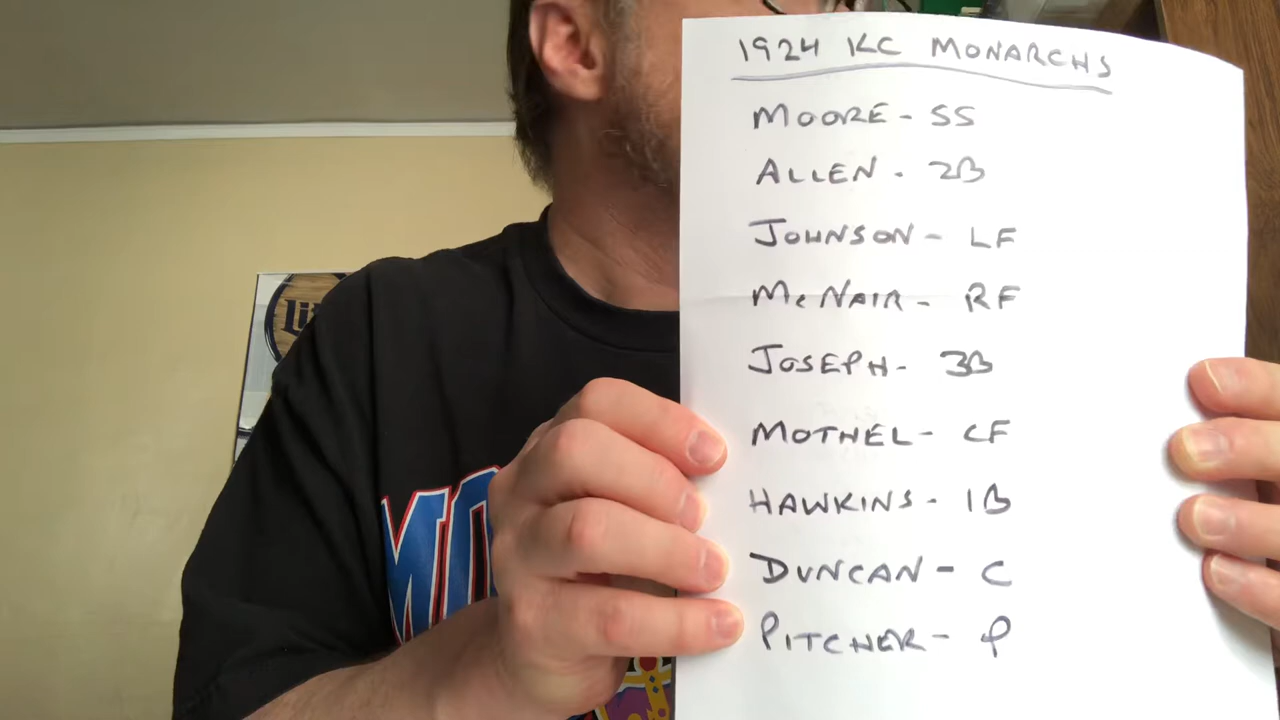 1924 KC MONARCHS
MOORE - SS
ALLEN - 2B
JOHNSON - LF
McNAIR - RF
JOSEPH - 3B
MOTHEL - CF
HAWKINS - 1B
DUNCAN - C
PITCHER - P